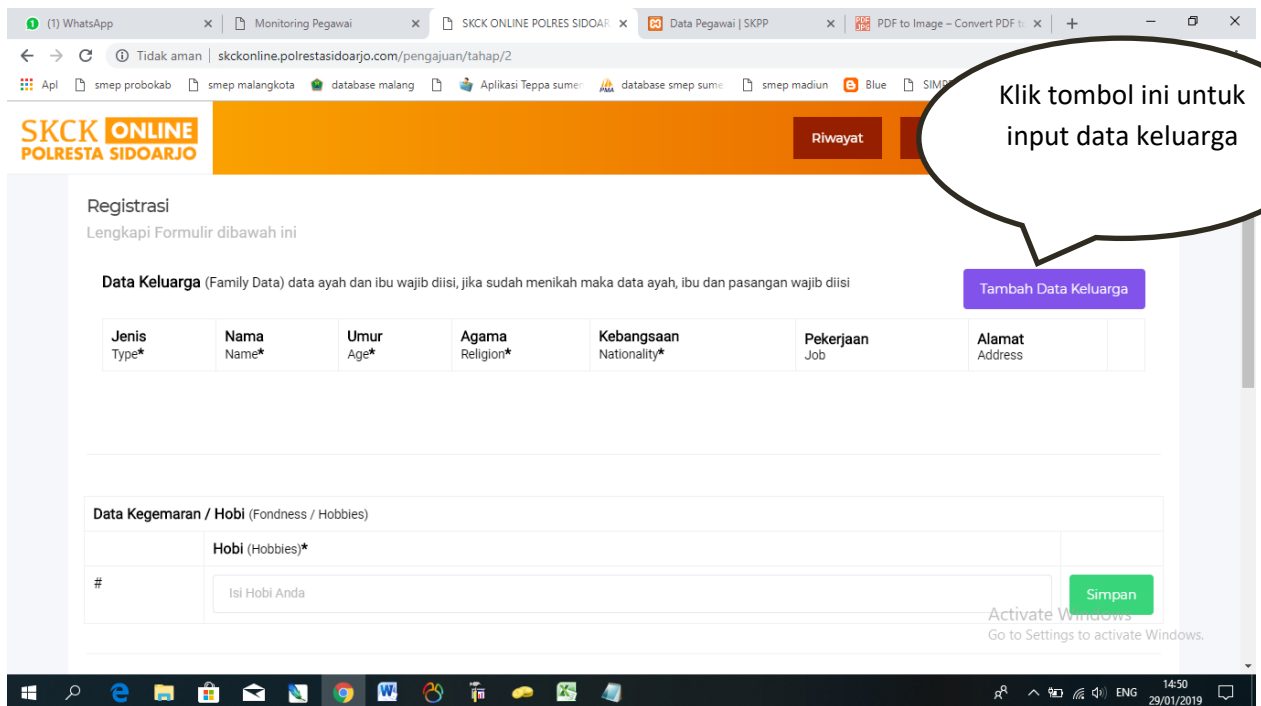 (1) WhatsApp
Monitoring Pegawai
SKCK ONLINE POLRES SIDOAR
Data Pegawai | SKPP
PDF to Image – Convert PDF to
Tidak aman | skckonline.polrestasidoarjo.com/pengajuan/tahap/2
Apl
smep probokab
smep malangkota
database malang
Aplikasi Teppa sumen
database smep sume
smep madiun
Blue
Klik tombol ini untuk
input data keluarga
SKCK ONLINE
POLRESTA SIDOARJO
Riwayat
Registrasi
Lengkapi Formulir dibawah ini
Data Keluarga (Family Data) data ayah dan ibu wajib diisi, jika sudah menikah maka data ayah, ibu dan pasangan wajib diisi
Tambah Data Keluarga
Jenis Nama Umur Agama Kebangsaan Pekerjaan Alamat
Type* Name* Age* Religion* Nationality* Job Address
Data Kegemaran / Hobi (Fondness / Hobbies)
Hobi (Hobbies)*
#
Isi Hobi Anda
Simpan
Activate Windows
Go to Settings to activate Windows.
ENG
14:50
29/01/2019